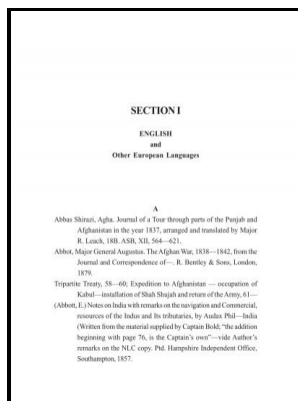 SECTION I
ENGLISH
and
Other European Languages
A
Abbas Shirazi, Agha. Journal of a Tour through parts of the Punjab and
Afghanistan in the year 1837, arranged and translated by Major
R. Leach, 18B. ASB, XII, 564—621.
Abbot, Major General Augustus. The Afghan War, 1838—1842, from the
Journal and Correspondence of—. R. Bentley & Sons, London,
1879.
Tripartite Treaty, 58—60; Expedition to Afghanistan — occupation of
Kabul—installation of Shah Shujah and return of the Army, 61—
(Abbott, E.) Notes on India with remarks on the navigation and Commercial,
resources of the Indus and Its tributaries, by Audax Phil—India
(Written from the material supplied by Captain Bold; "the addition
beginning with page 76, is the Captain's own"—vide Author's
remarks on the NLC copy. Ptd. Hampshire Independent Office,
Southampton, 1857.